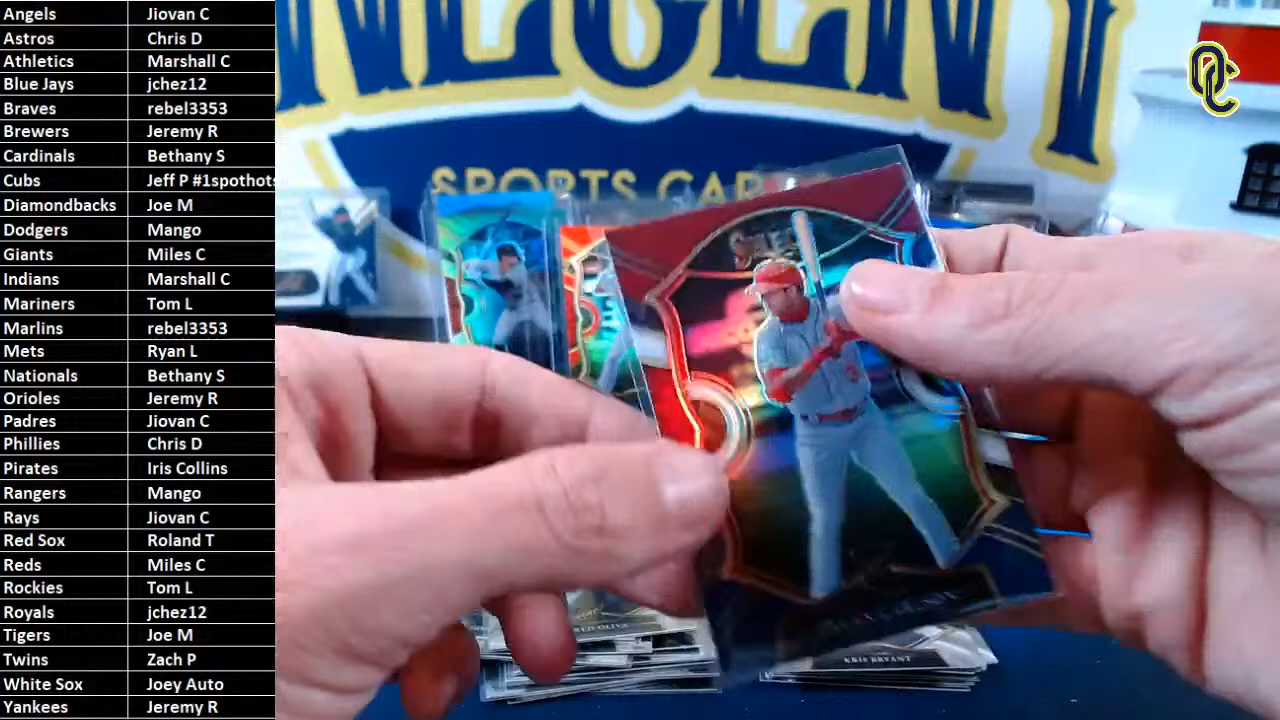 Angels Jiovan C
Astros Chris D
Athletics Marshall C
Blue Jays jchez12
Braves rebel3353
Brewers Jeremy R
Cardinals Bethany S
Cubs Jeff P #1spothots
Diamondbacks Joe M
Dodgers Mango
Giants Miles C
Indians Marshall C
Mariners Tom L
Marlins rebel3353
Mets Ryan L
Nationals Bethany S
Orioles Jeremy R
Padres Jiovan C
Phillies Chris D
Pirates Iris Collins
Rangers Mango
Rays Jiovan C
Red Sox Roland T
Reds Miles C
Rockies Tom L
Royals jchez12
Tigers Joe M
Twins Zach P
White Sox Joey Auto
Yankees Jeremy R
SPORTS CAR
OC
KRIS BRYANT